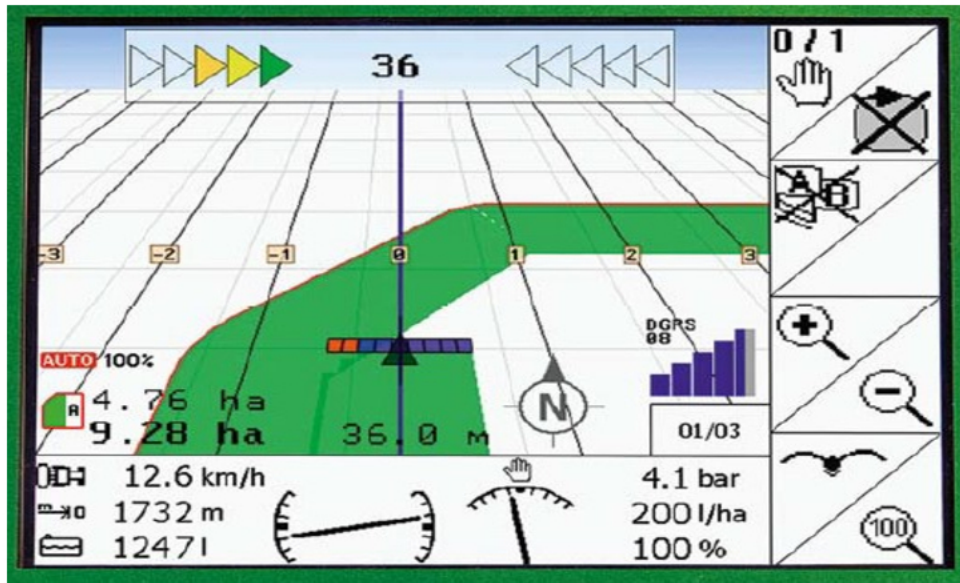 36
0 / 1
A B
-3 -2 -1 0 1 2 3
DGPS
08
AUTO 100%
A
4.76 ha
9.28 ha
36.0 m
N
01/03
12.6 km/h
1732 m
1247 l
4.1 bar
200 l/ha
100 %
100